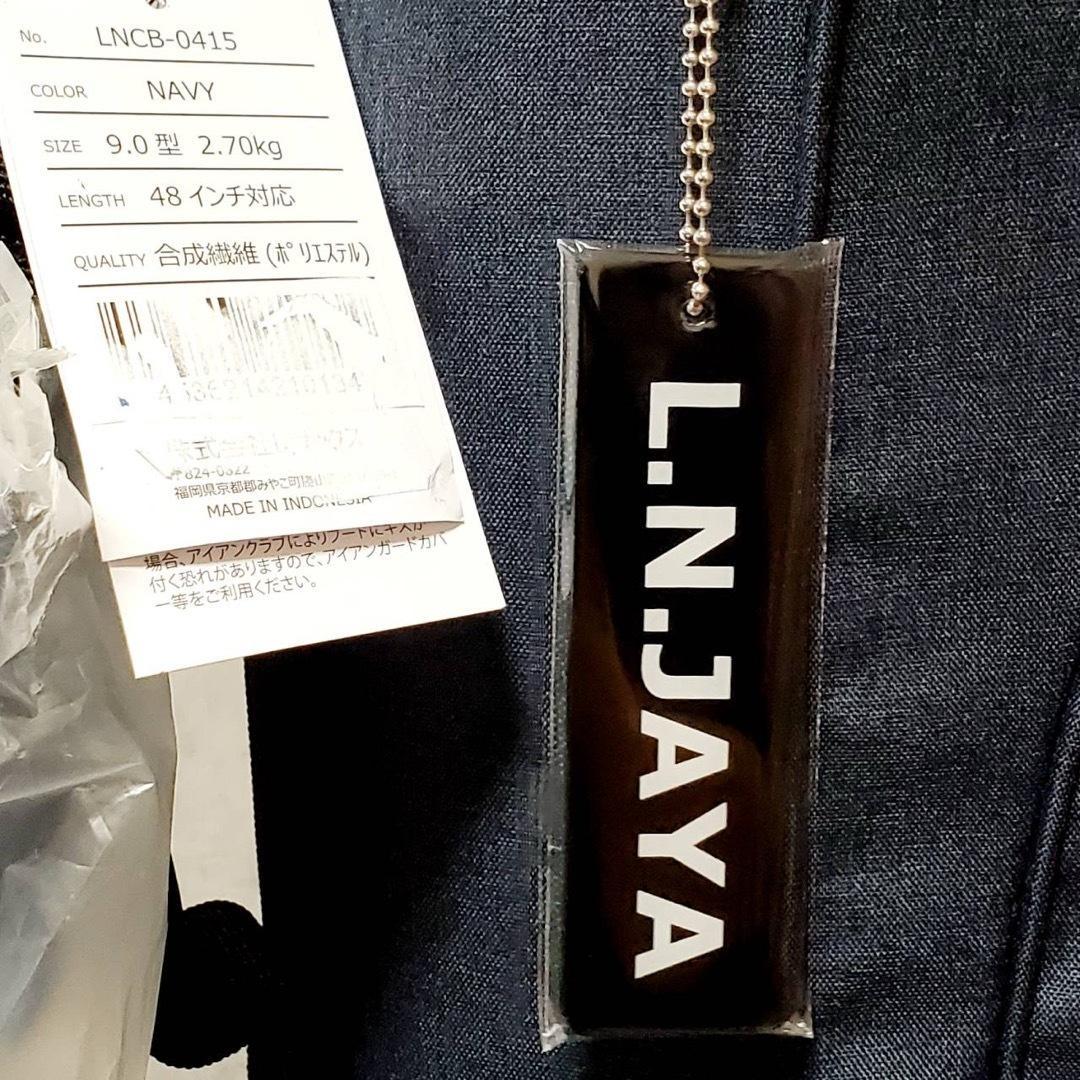 No. LNCB-0415
COLOR NAVY
SIZE 9.0型 2.70kg
LENGTH 48インチ対応
QUALITY 合成繊維(ポリエステル)
〒824-0822
福岡県京都郡みやこ町
MADE IN INDONESIA
場合、アイアンクラブによりフードにキズが
付く恐れがありますので、アイアンガードカバ
ー等をご利用ください。
L.N.JAYA